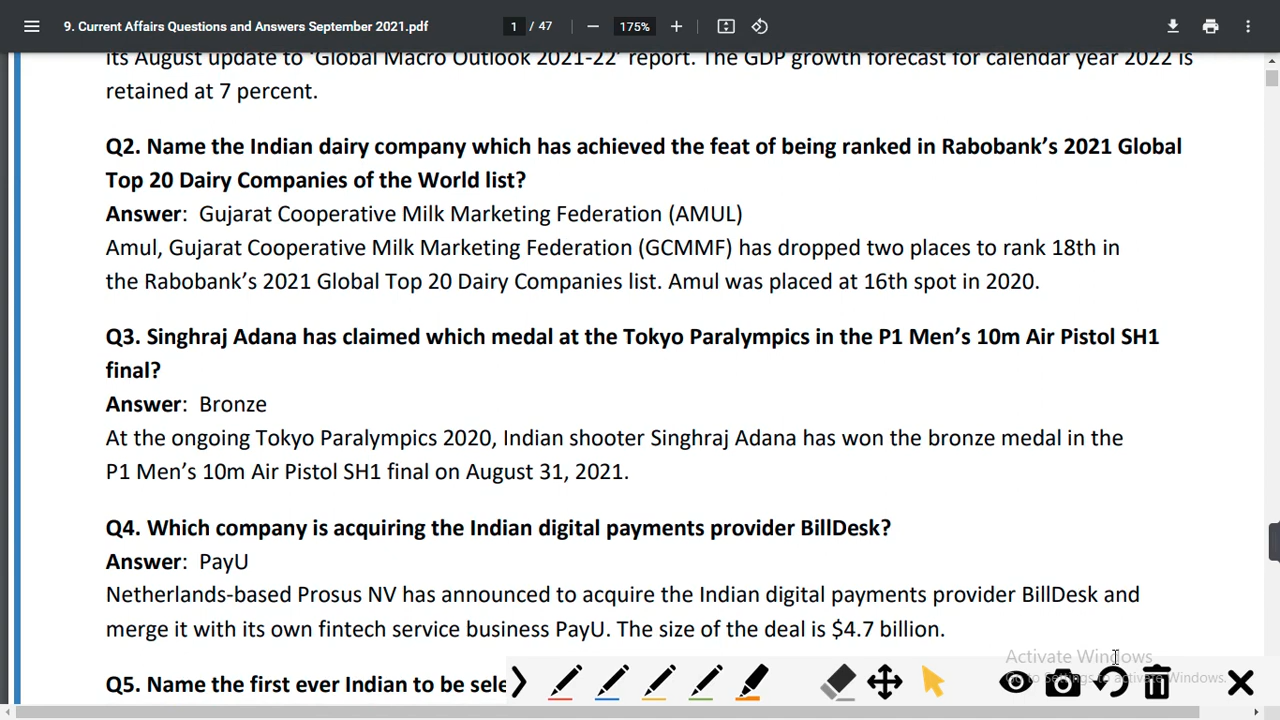 9. Current Affairs Questions and Answers September 2021.pdf
1 / 47
175%
its August update to 'Global Macro Outlook 2021-22' report. The GDP growth forecast for calendar year 2022 is
retained at 7 percent.
Q2. Name the Indian dairy company which has achieved the feat of being ranked in Rabobank’s 2021 Global
Top 20 Dairy Companies of the World list?
Answer: Gujarat Cooperative Milk Marketing Federation (AMUL)
Amul, Gujarat Cooperative Milk Marketing Federation (GCMMF) has dropped two places to rank 18th in
the Rabobank’s 2021 Global Top 20 Dairy Companies list. Amul was placed at 16th spot in 2020.
Q3. Singhraj Adana has claimed which medal at the Tokyo Paralympics in the P1 Men’s 10m Air Pistol SH1
final?
Answer: Bronze
At the ongoing Tokyo Paralympics 2020, Indian shooter Singhraj Adana has won the bronze medal in the
P1 Men’s 10m Air Pistol SH1 final on August 31, 2021.
Q4. Which company is acquiring the Indian digital payments provider BillDesk?
Answer: PayU
Netherlands-based Prosus NV has announced to acquire the Indian digital payments provider BillDesk and
merge it with its own fintech service business PayU. The size of the deal is $4.7 billion.
Activate Windows
Go to Settings to activate Windows.
Q5. Name the first ever Indian to be sele